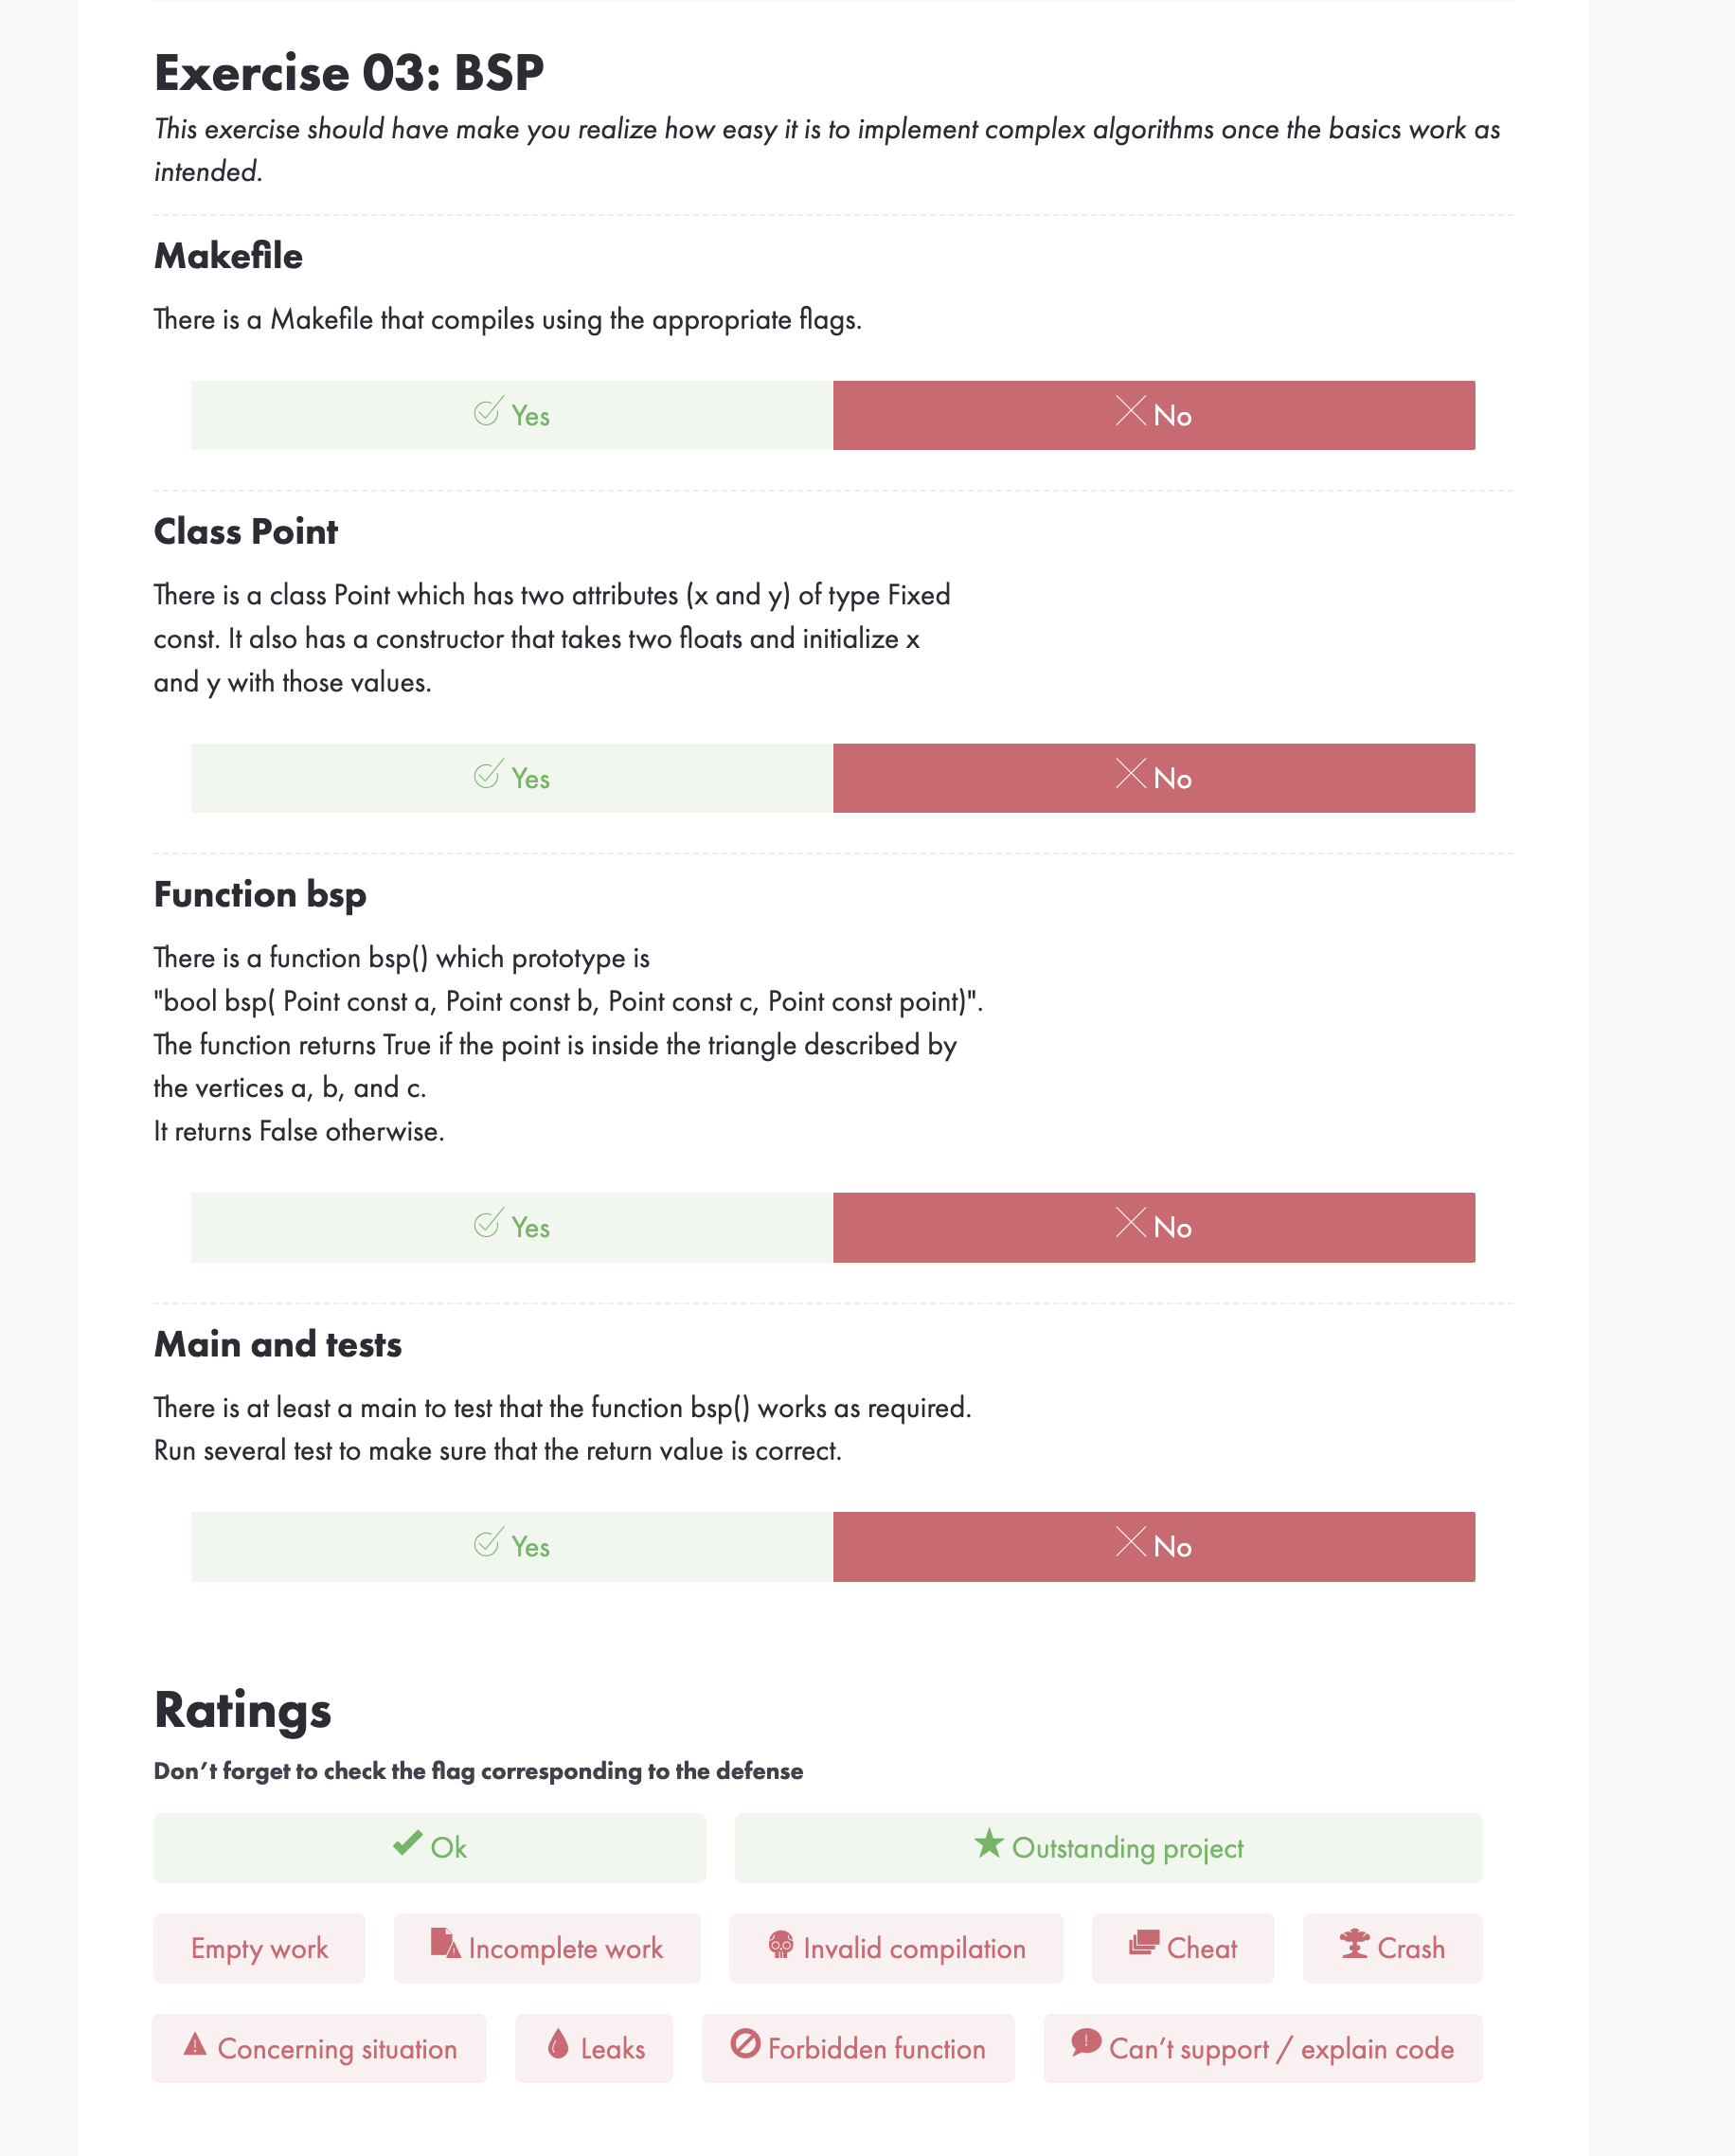 Exercise 03: BSP
This exercise should have make you realize how easy it is to implement complex algorithms once the basics work as
intended.
Makefile
There is a Makefile that compiles using the appropriate flags.
Yes No
Class Point
There is a class Point which has two attributes (x and y) of type Fixed
const. It also has a constructor that takes two floats and initialize x
and y with those values.
Yes No
Function bsp
There is a function bsp() which prototype is
"bool bsp( Point const a, Point const b, Point const c, Point const point)".
The function returns True if the point is inside the triangle described by
the vertices a, b, and c.
It returns False otherwise.
Yes No
Main and tests
There is at least a main to test that the function bsp() works as required.
Run several test to make sure that the return value is correct.
Yes No
Ratings
Don't forget to check the flag corresponding to the defense
Ok Outstanding project
Empty work Incomplete work Invalid compilation Cheat Crash
Concerning situation Leaks Forbidden function Can't support / explain code